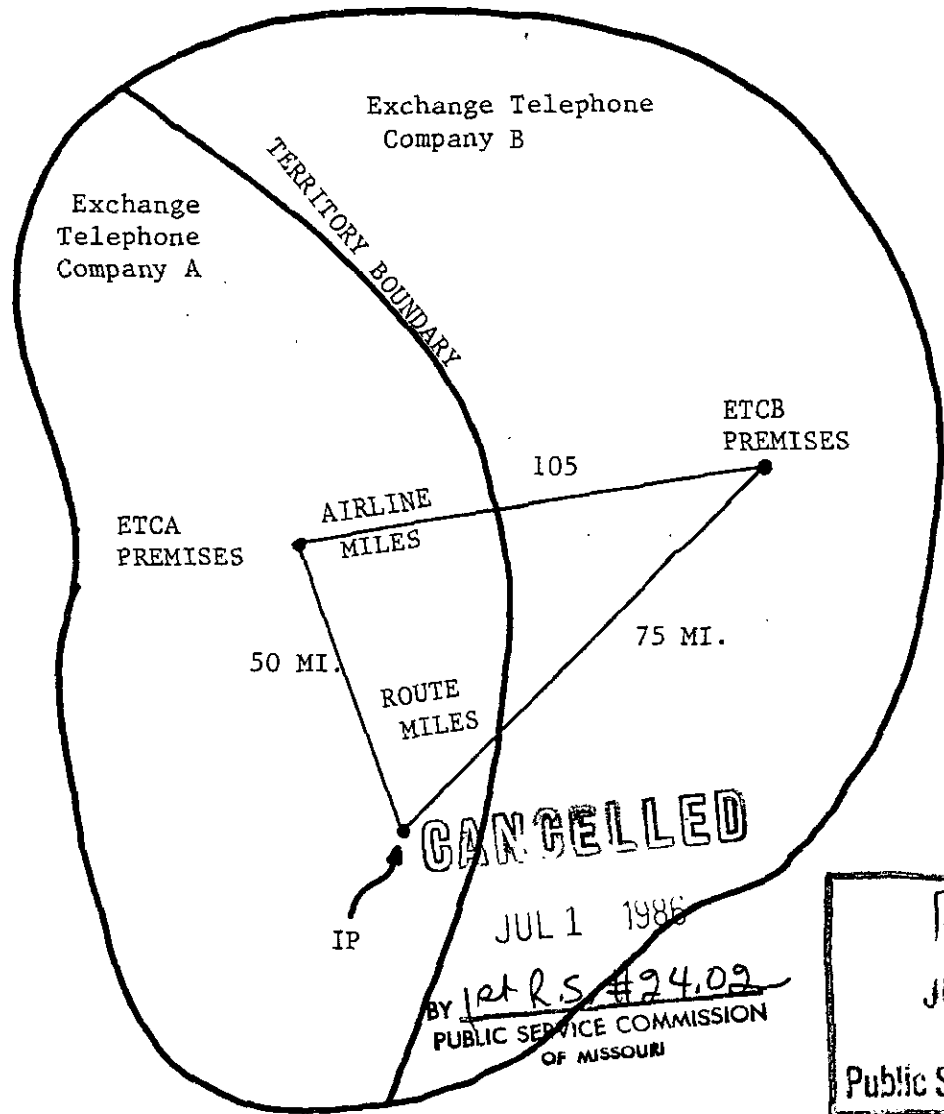 Exchange Telephone
Company B
TERRITORY BOUNDARY
Exchange
Telephone
Company A
ETCB
PREMISES
105
AIRLINE
MILES
ETCA
PREMISES
75 MI.
50 MI.
ROUTE
MILES
CANCELLED
IP
JUL 1 1986
BY 1st R.S. #24.02
PUBLIC SERVICE COMMISSION
OF MISSOURI
Public S